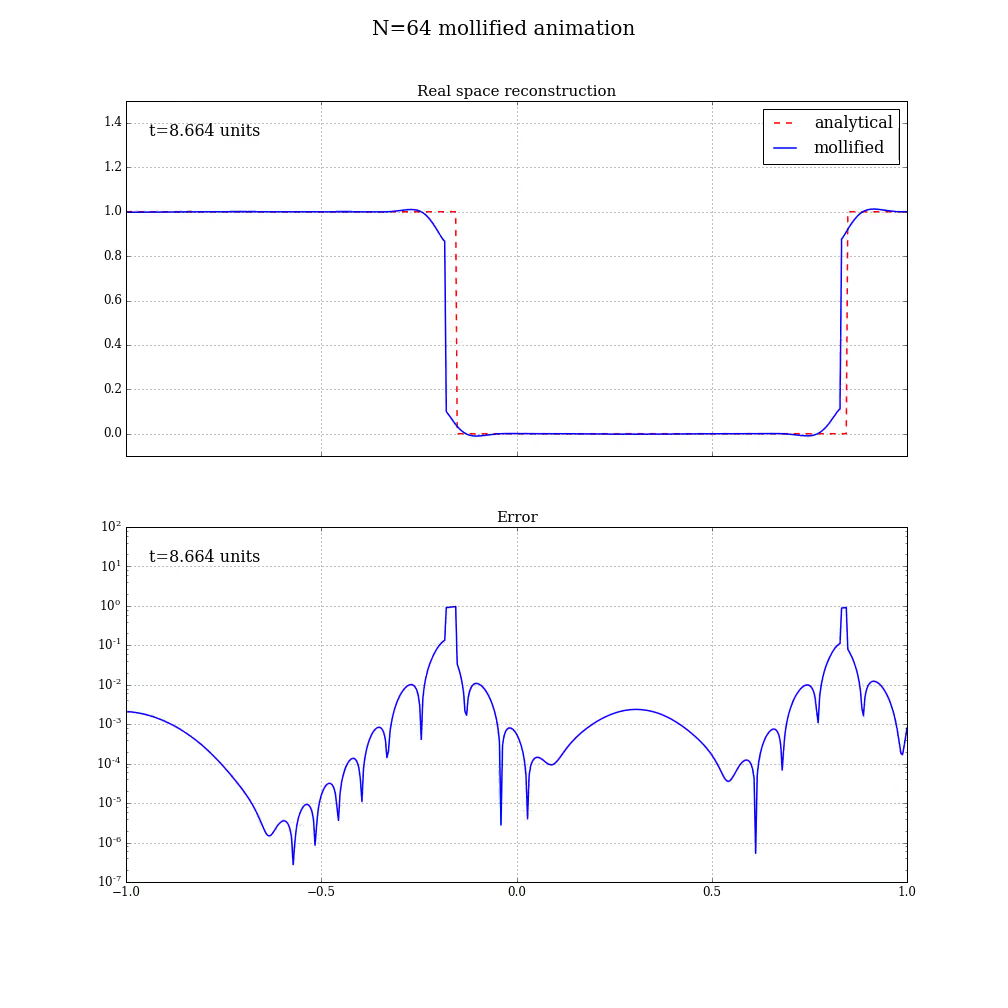 N=64 mollified animation
Real space reconstruction
t=8.664 units
analytical
mollified
1.4
1.2
1.0
0.8
0.6
0.4
0.2
0.0
Error
t=8.664 units
10²
10¹
10⁰
10⁻¹
10⁻²
10⁻³
10⁻⁴
10⁻⁵
10⁻⁶
10⁻⁷
−1.0 −0.5 0.0 0.5 1.0